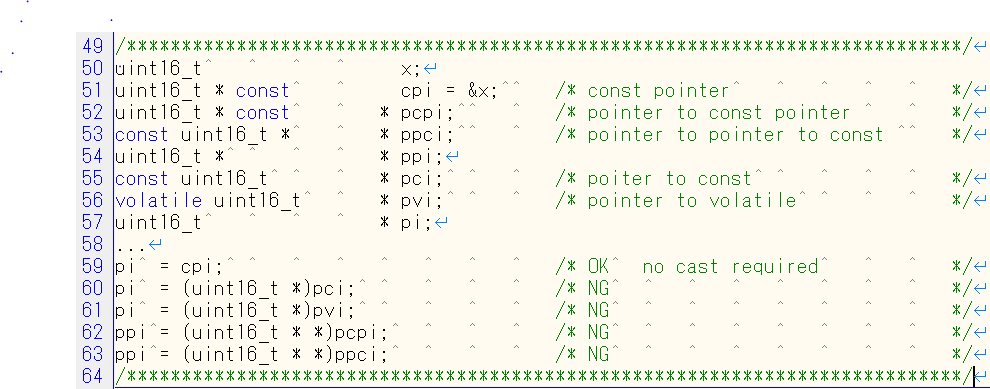 49 /****************************************************************************/
50 uint16_t x;
51 uint16_t * const cpi = &x; /* const pointer */
52 uint16_t * const * pcpi; /* pointer to const pointer */
53 const uint16_t * * ppci; /* pointer to pointer to const */
54 uint16_t * * ppi;
55 const uint16_t * pci; /* poiter to const */
56 volatile uint16_t * pvi; /* pointer to volatile */
57 uint16_t * pi;
58 ...
59 pi = cpi; /* OK no cast required */
60 pi = (uint16_t *)pci; /* NG */
61 pi = (uint16_t *)pvi; /* NG */
62 ppi = (uint16_t * *)pcpi; /* NG */
63 ppi = (uint16_t * *)ppci; /* NG */
64 /****************************************************************************/